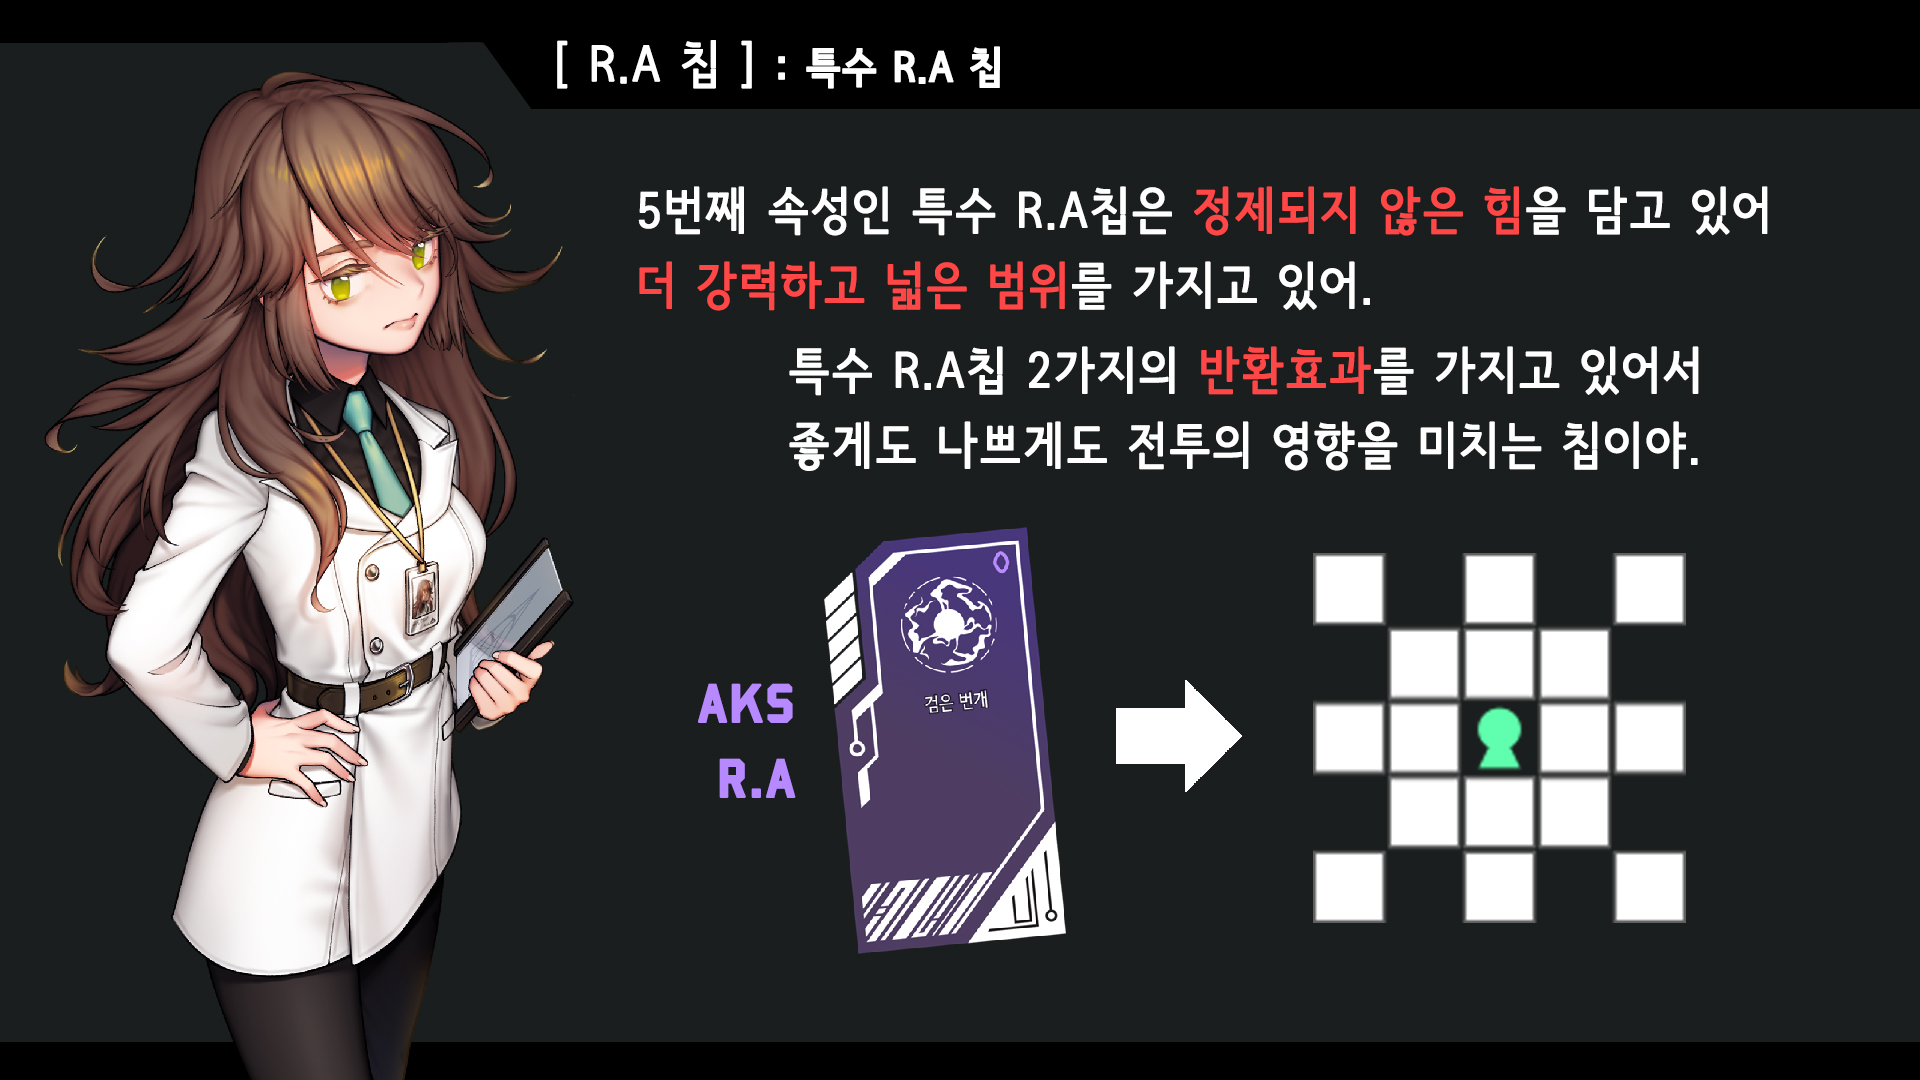 [ R.A 칩 ] : 특수 R.A 칩
5번째 속성인 특수 R.A칩은 정제되지 않은 힘을 담고 있어
더 강력하고 넓은 범위를 가지고 있어.
특수 R.A칩 2가지의 반환효과를 가지고 있어서
좋게도 나쁘게도 전투의 영향을 미치는 칩이야.
AKS
R.A
검은 번개